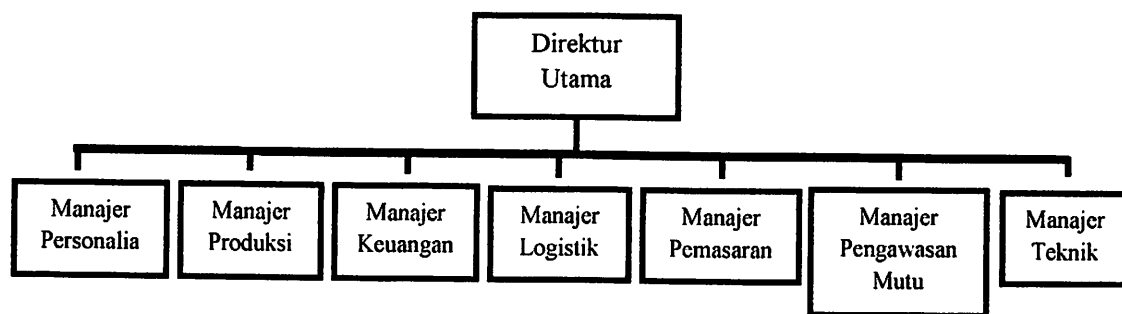 Direktur
Utama
Manajer
Personalia
Manajer
Produksi
Manajer
Keuangan
Manajer
Logistik
Manajer
Pemasaran
Manajer
Pengawasan
Mutu
Manajer
Teknik